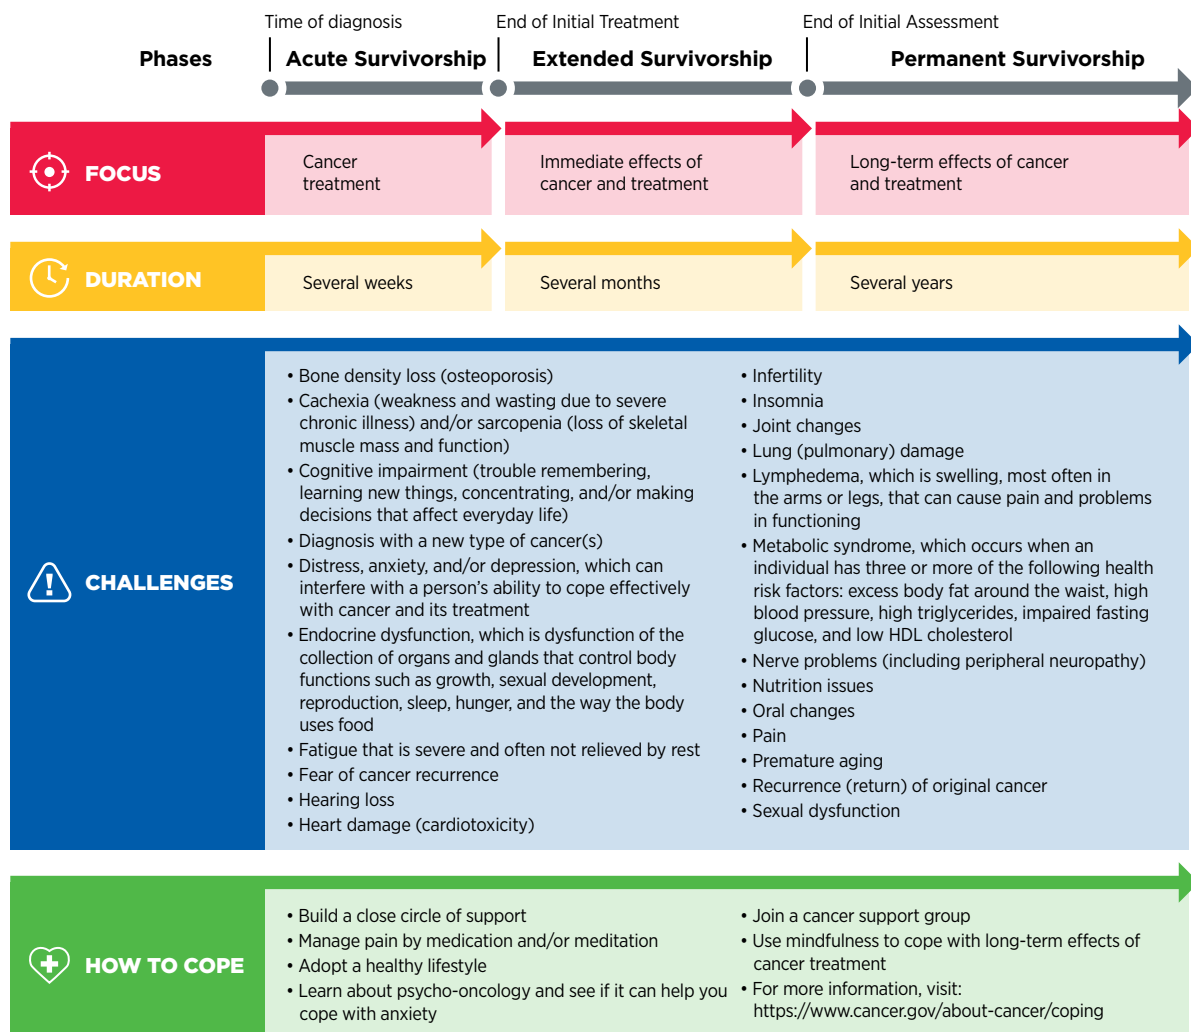 Time of diagnosis
End of Initial Treatment
End of Initial Assessment
Phases
Acute Survivorship
Extended Survivorship
Permanent Survivorship
FOCUS
Cancer
treatment
Immediate effects of
cancer and treatment
Long-term effects of cancer
and treatment
DURATION
Several weeks
Several months
Several years
CHALLENGES
• Bone density loss (osteoporosis)
• Cachexia (weakness and wasting due to severe
chronic illness) and/or sarcopenia (loss of skeletal
muscle mass and function)
• Cognitive impairment (trouble remembering,
learning new things, concentrating, and/or making
decisions that affect everyday life)
• Diagnosis with a new type of cancer(s)
• Distress, anxiety, and/or depression, which can
interfere with a person’s ability to cope effectively
with cancer and its treatment
• Endocrine dysfunction, which is dysfunction of the
collection of organs and glands that control body
functions such as growth, sexual development,
reproduction, sleep, hunger, and the way the body
uses food
• Fatigue that is severe and often not relieved by rest
• Fear of cancer recurrence
• Hearing loss
• Heart damage (cardiotoxicity)
• Infertility
• Insomnia
• Joint changes
• Lung (pulmonary) damage
• Lymphedema, which is swelling, most often in
the arms or legs, that can cause pain and problems
in functioning
• Metabolic syndrome, which occurs when an
individual has three or more of the following health
risk factors: excess body fat around the waist, high
blood pressure, high triglycerides, impaired fasting
glucose, and low HDL cholesterol
• Nerve problems (including peripheral neuropathy)
• Nutrition issues
• Oral changes
• Pain
• Premature aging
• Recurrence (return) of original cancer
• Sexual dysfunction
HOW TO COPE
• Build a close circle of support
• Manage pain by medication and/or meditation
• Adopt a healthy lifestyle
• Learn about psycho-oncology and see if it can help you
cope with anxiety
• Join a cancer support group
• Use mindfulness to cope with long-term effects of
cancer treatment
• For more information, visit:
https://www.cancer.gov/about-cancer/coping